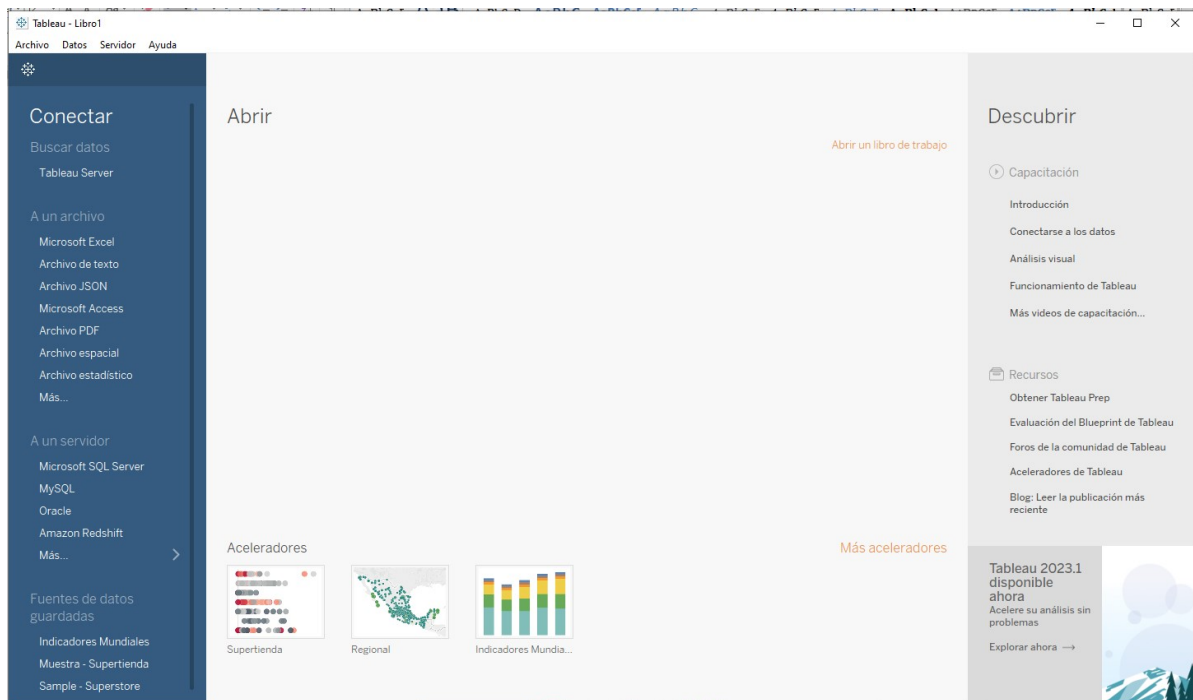 Tableau - Libro1
Archivo Datos Servidor Ayuda
Conectar
Buscar datos
Tableau Server
A un archivo
Microsoft Excel
Archivo de texto
Archivo JSON
Microsoft Access
Archivo PDF
Archivo espacial
Archivo estadístico
Más...
A un servidor
Microsoft SQL Server
MySQL
Oracle
Amazon Redshift
Más...
Fuentes de datos
guardadas
Indicadores Mundiales
Muestra - Supertienda
Sample - Superstore
Abrir
Abrir un libro de trabajo
Aceleradores
Más aceleradores
Supertienda
Regional
Indicadores Mundia...
Descubrir
Capacitación
Introducción
Conectarse a los datos
Análisis visual
Funcionamiento de Tableau
Más videos de capacitación...
Recursos
Obtener Tableau Prep
Evaluación del Blueprint de Tableau
Foros de la comunidad de Tableau
Aceleradores de Tableau
Blog: Leer la publicación más
reciente
Tableau 2023.1
disponible
ahora
Acelere su análisis sin
problemas
Explorar ahora →